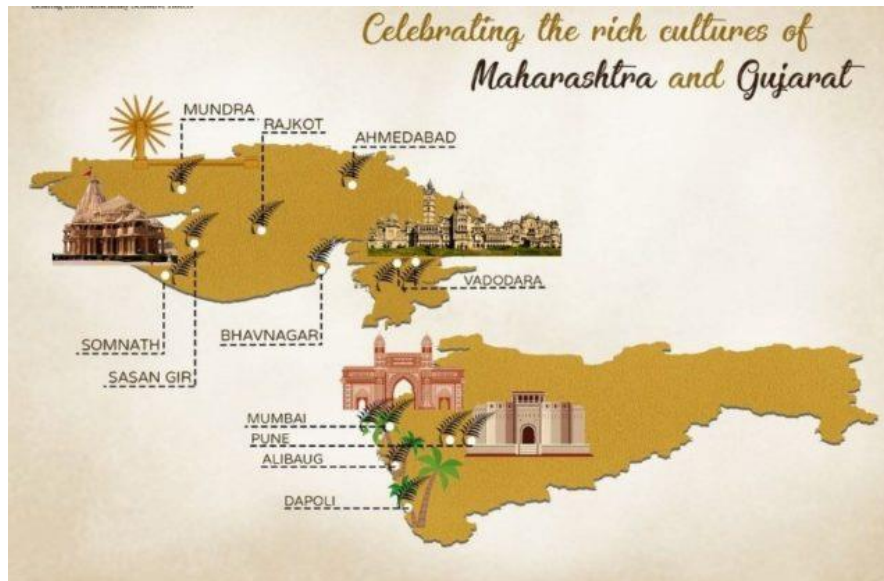 Celebrating the rich cultures of
Maharashtra and Gujarat
MUNDRA
RAJKOT
AHMEDABAD
VADODARA
BHAVNAGAR
SOMNATH
SASAN GIR
MUMBAI
PUNE
ALIBAUG
DAPOLI